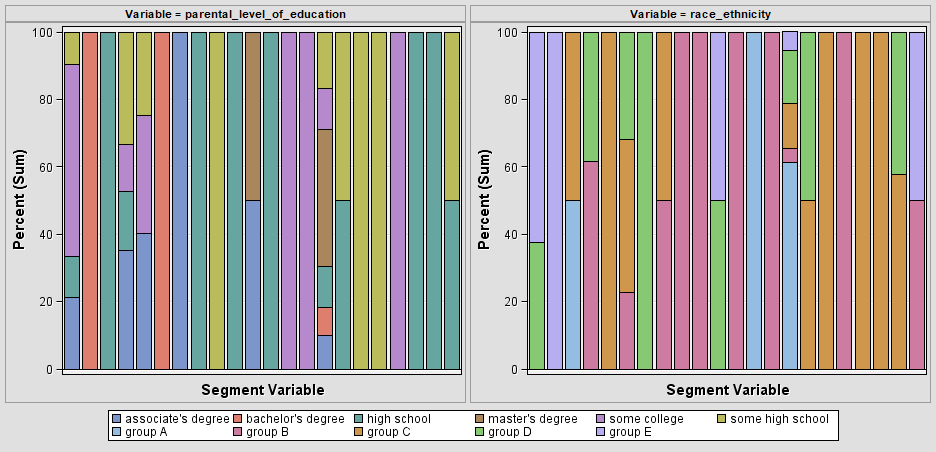 Variable = parental_level_of_education
Variable = race_ethnicity
Percent (Sum)
100
80
60
40
20
0
Segment Variable
Percent (Sum)
100
80
60
40
20
0
Segment Variable
associate's degree bachelor's degree high school master's degree some college some high school
group A group B group C group D group E